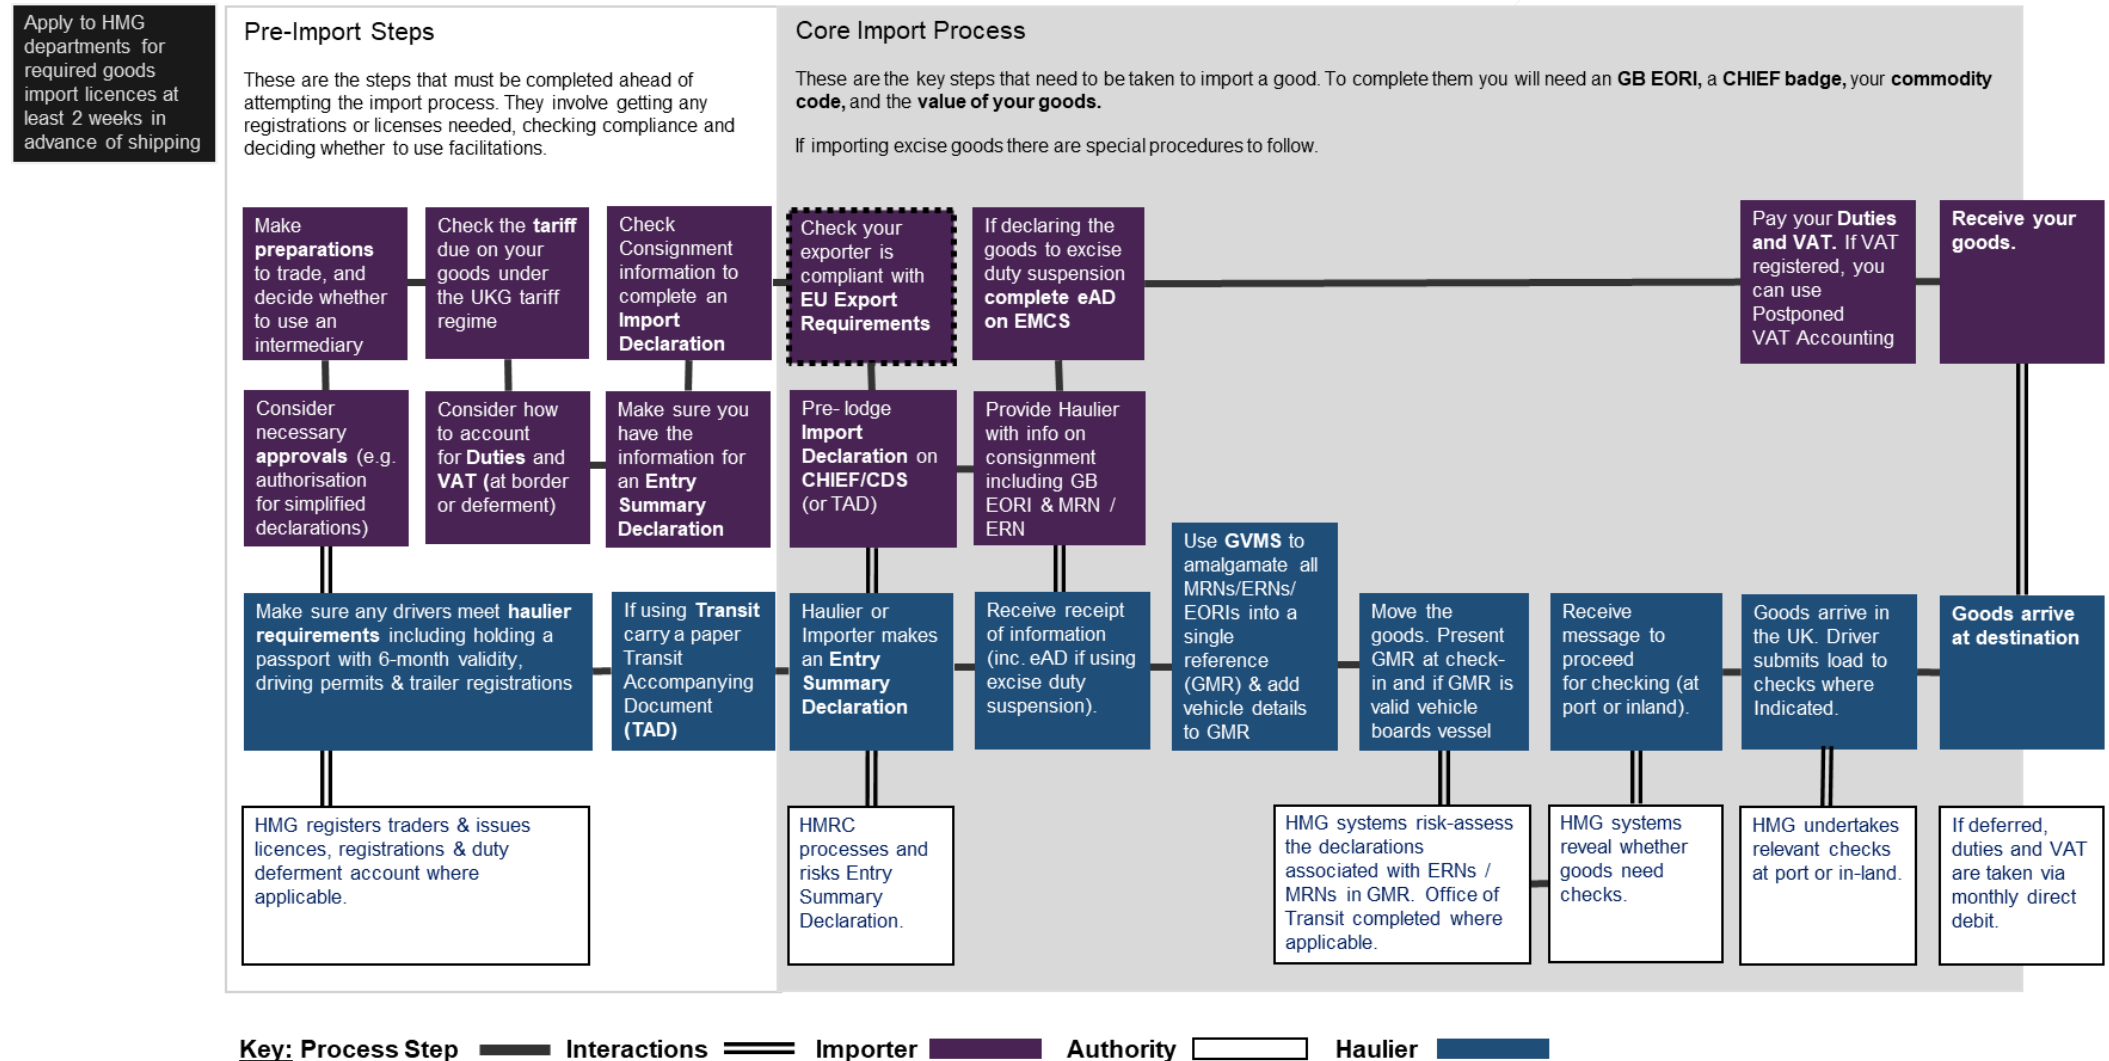 Apply to HMG
departments for
required goods
import licences at
least 2 weeks in
advance of shipping
Pre-Import Steps
These are the steps that must be completed ahead of
attempting the import process. They involve getting any
registrations or licenses needed, checking compliance and
deciding whether to use facilitations.
Core Import Process
These are the key steps that need to be taken to import a good. To complete them you will need an GB EORI, a CHIEF badge, your commodity
code, and the value of your goods.
If importing excise goods there are special procedures to follow.
Make
preparations
to trade, and
decide whether
to use an
intermediary
Check the tariff
due on your
goods under
the UKG tariff
regime
Check
Consignment
information to
complete an
Import
Declaration
Check your
exporter is
compliant with
EU Export
Requirements
If declaring the
goods to excise
duty suspension
complete eAD
on EMCS
Pay your Duties
and VAT. If VAT
registered, you
can use
Postponed
VAT Accounting
Receive your
goods.
Consider
necessary
approvals (e.g.
authorisation
for simplified
declarations)
Consider how
to account
for Duties and
VAT (at border
or deferment)
Make sure you
have the
information for
an Entry
Summary
Declaration
Pre- lodge
Import
Declaration on
CHIEF/CDS
(or TAD)
Provide Haulier
with info on
consignment
including GB
EORI & MRN /
ERN
Make sure any drivers meet haulier
requirements including holding a
passport with 6-month validity,
driving permits & trailer registrations
If using Transit
carry a paper
Transit
Accompanying
Document
(TAD)
Haulier or
Importer makes
an Entry
Summary
Declaration
Receive receipt
of information
(inc. eAD if using
excise duty
suspension).
Use GVMS to
amalgamate all
MRNs/ERNs/
EORIs into a
single
reference
(GMR) & add
vehicle details
to GMR
Move the
goods. Present
GMR at check-
in and if GMR is
valid vehicle
boards vessel
Receive
message to
proceed
for checking (at
port or inland).
Goods arrive in
the UK. Driver
submits load to
checks where
Indicated.
Goods arrive
at destination
HMG registers traders & issues
licences, registrations & duty
deferment account where
applicable.
HMRC
processes and
risks Entry
Summary
Declaration.
HMG systems risk-assess
the declarations
associated with ERNs /
MRNs in GMR. Office of
Transit completed where
applicable.
HMG systems
reveal whether
goods need
checks.
HMG undertakes
relevant checks
at port or in-land.
If deferred,
duties and VAT
are taken via
monthly direct
debit.
Key: Process Step Interactions Importer Authority Haulier